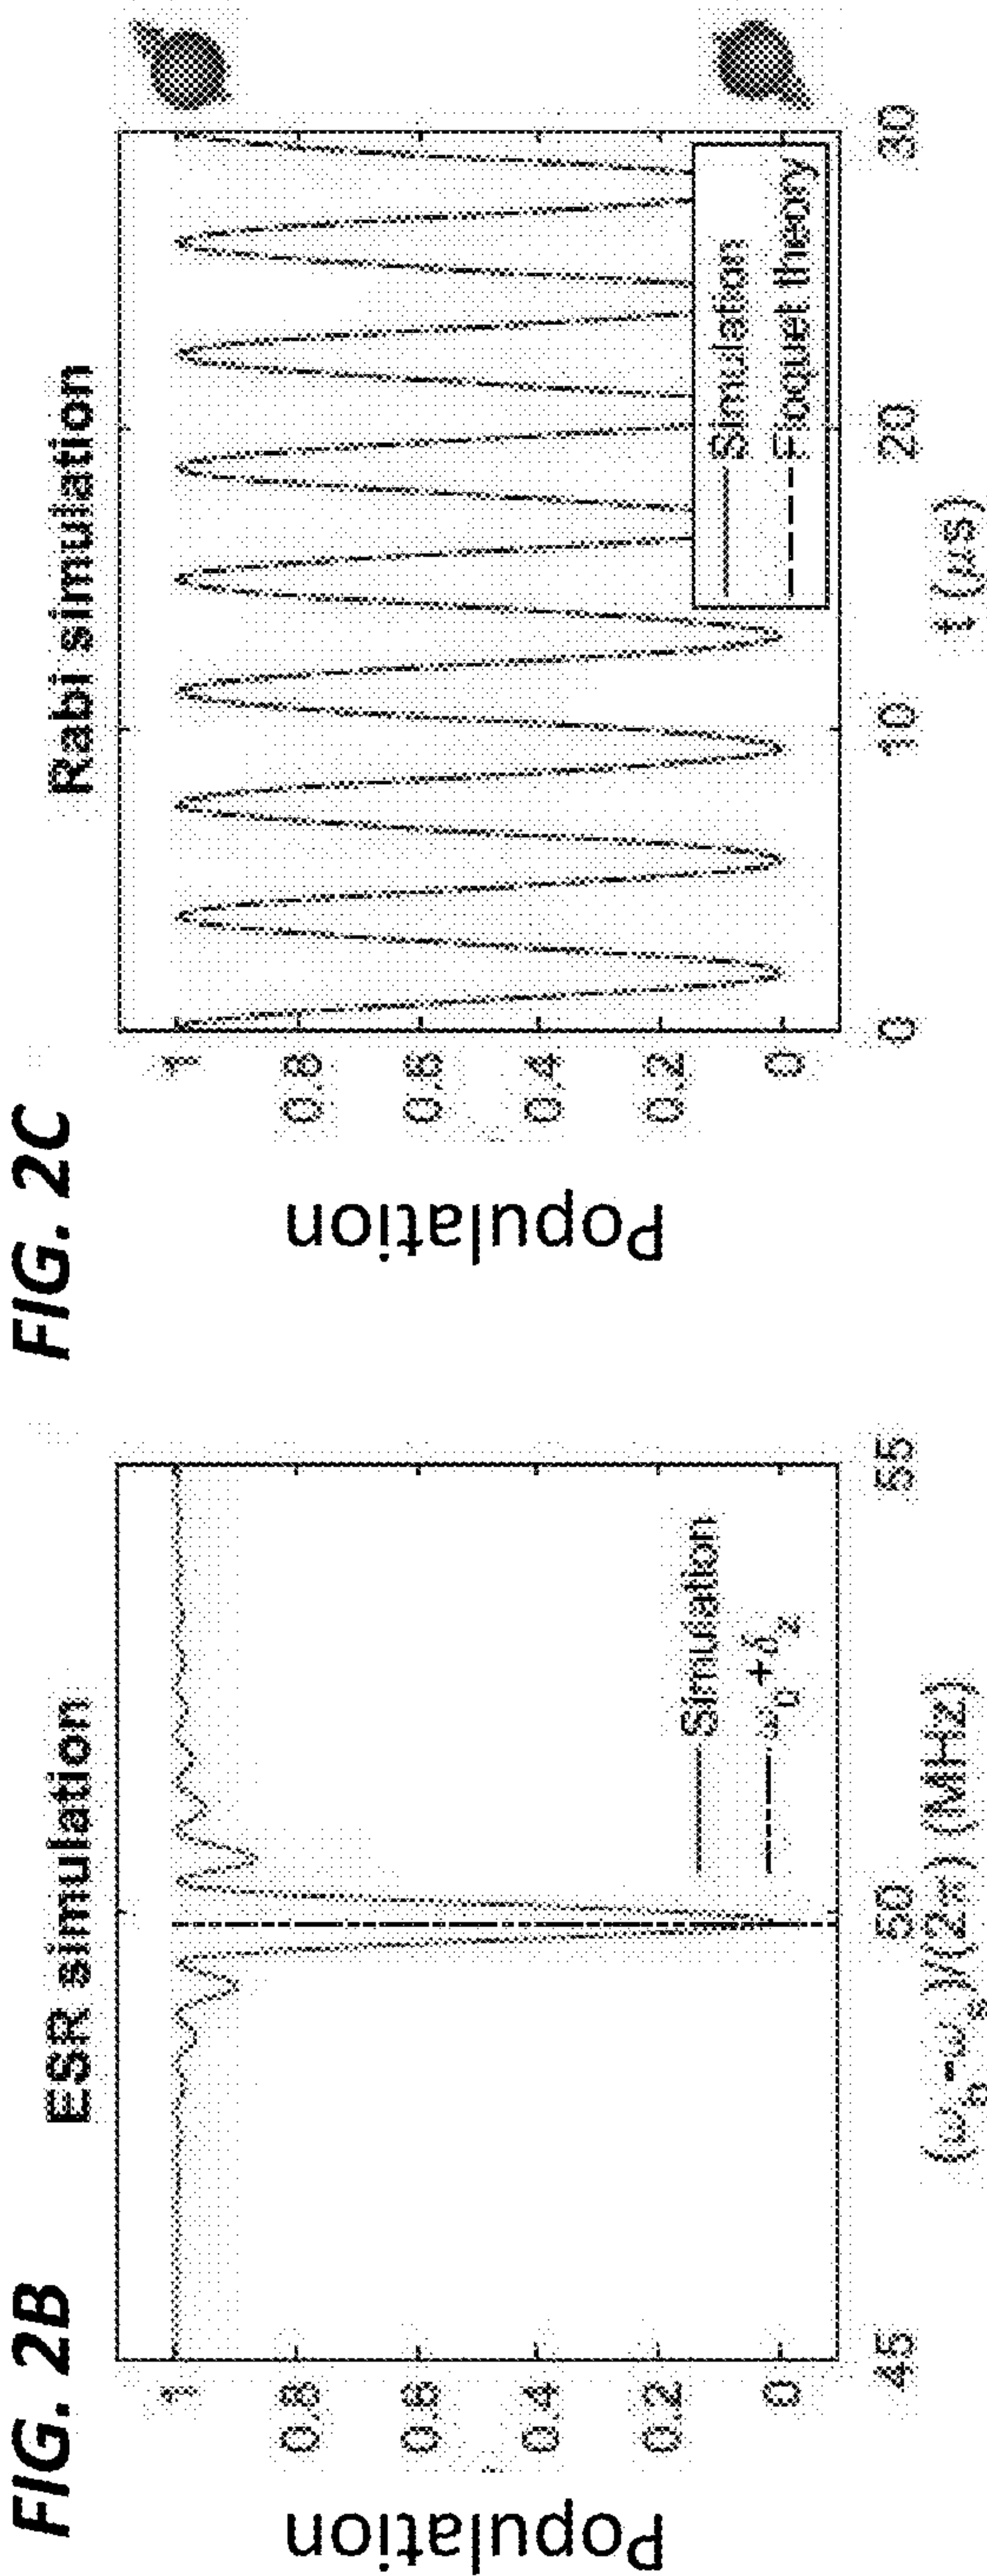 FIG. 2B
ESR simulation
Population
1
0.8
0.6
0.4
0.2
0
Simulation
ω₀+δ_z
45
50
55
FIG. 2C
Rabi simulation
Population
1
0.8
0.6
0.4
0.2
0
Simulation
Floquet theory
0
10
20
30
t (μs)